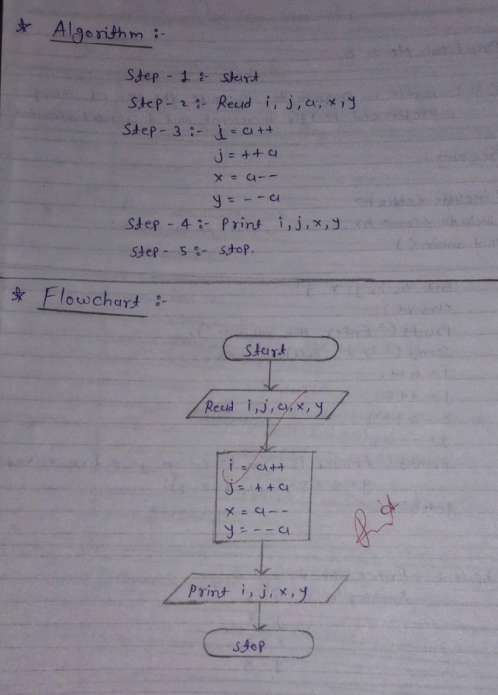 * Algorithm :-
Step - 1 :- start
Step - 2 :- Read i, j, a, x, y
Step - 3 :- i = a++
j = ++a
x = a--
y = --a
Step - 4 :- Print i, j, x, y
Step - 5 :- stop.
* Flowchart :-
Start
Read i, j, a, x, y
i = a++
j = ++a
x = a--
y = --a
Print i, j, x, y
stop